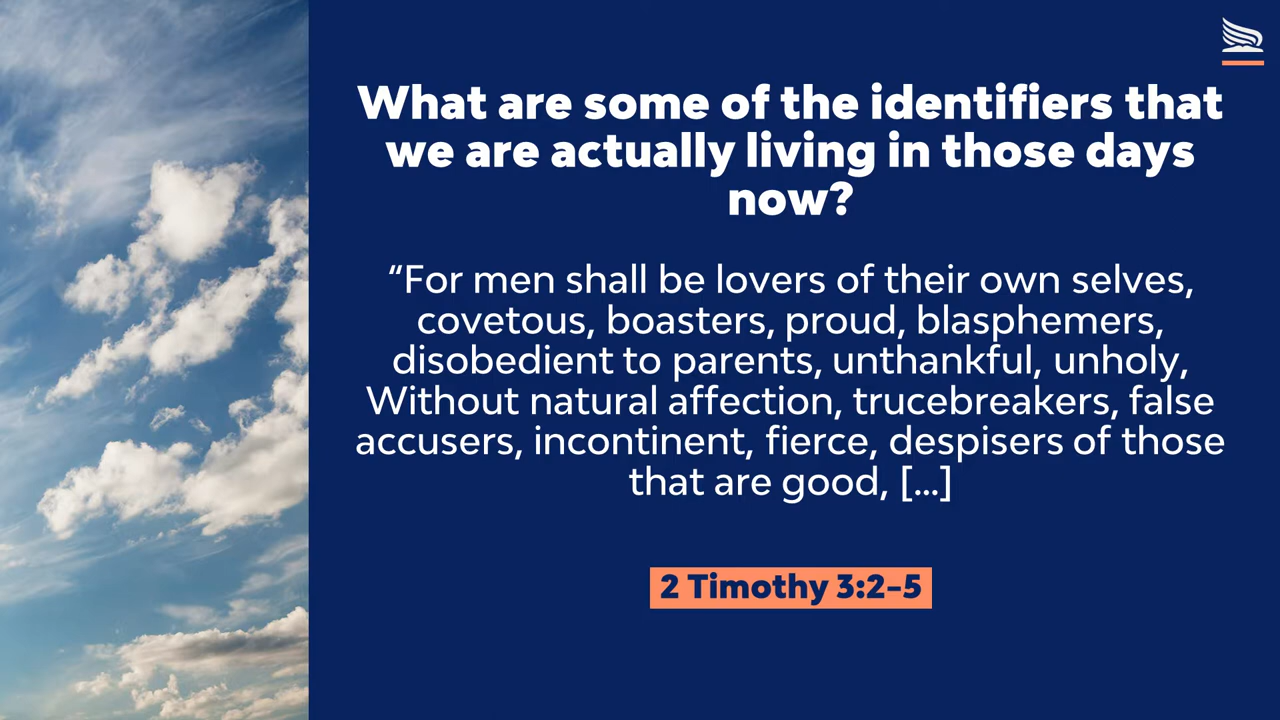 What are some of the identifiers that
we are actually living in those days
now?
“For men shall be lovers of their own selves,
covetous, boasters, proud, blasphemers,
disobedient to parents, unthankful, unholy,
Without natural affection, trucebreakers, false
accusers, incontinent, fierce, despisers of those
that are good, [...]
2 Timothy 3:2-5